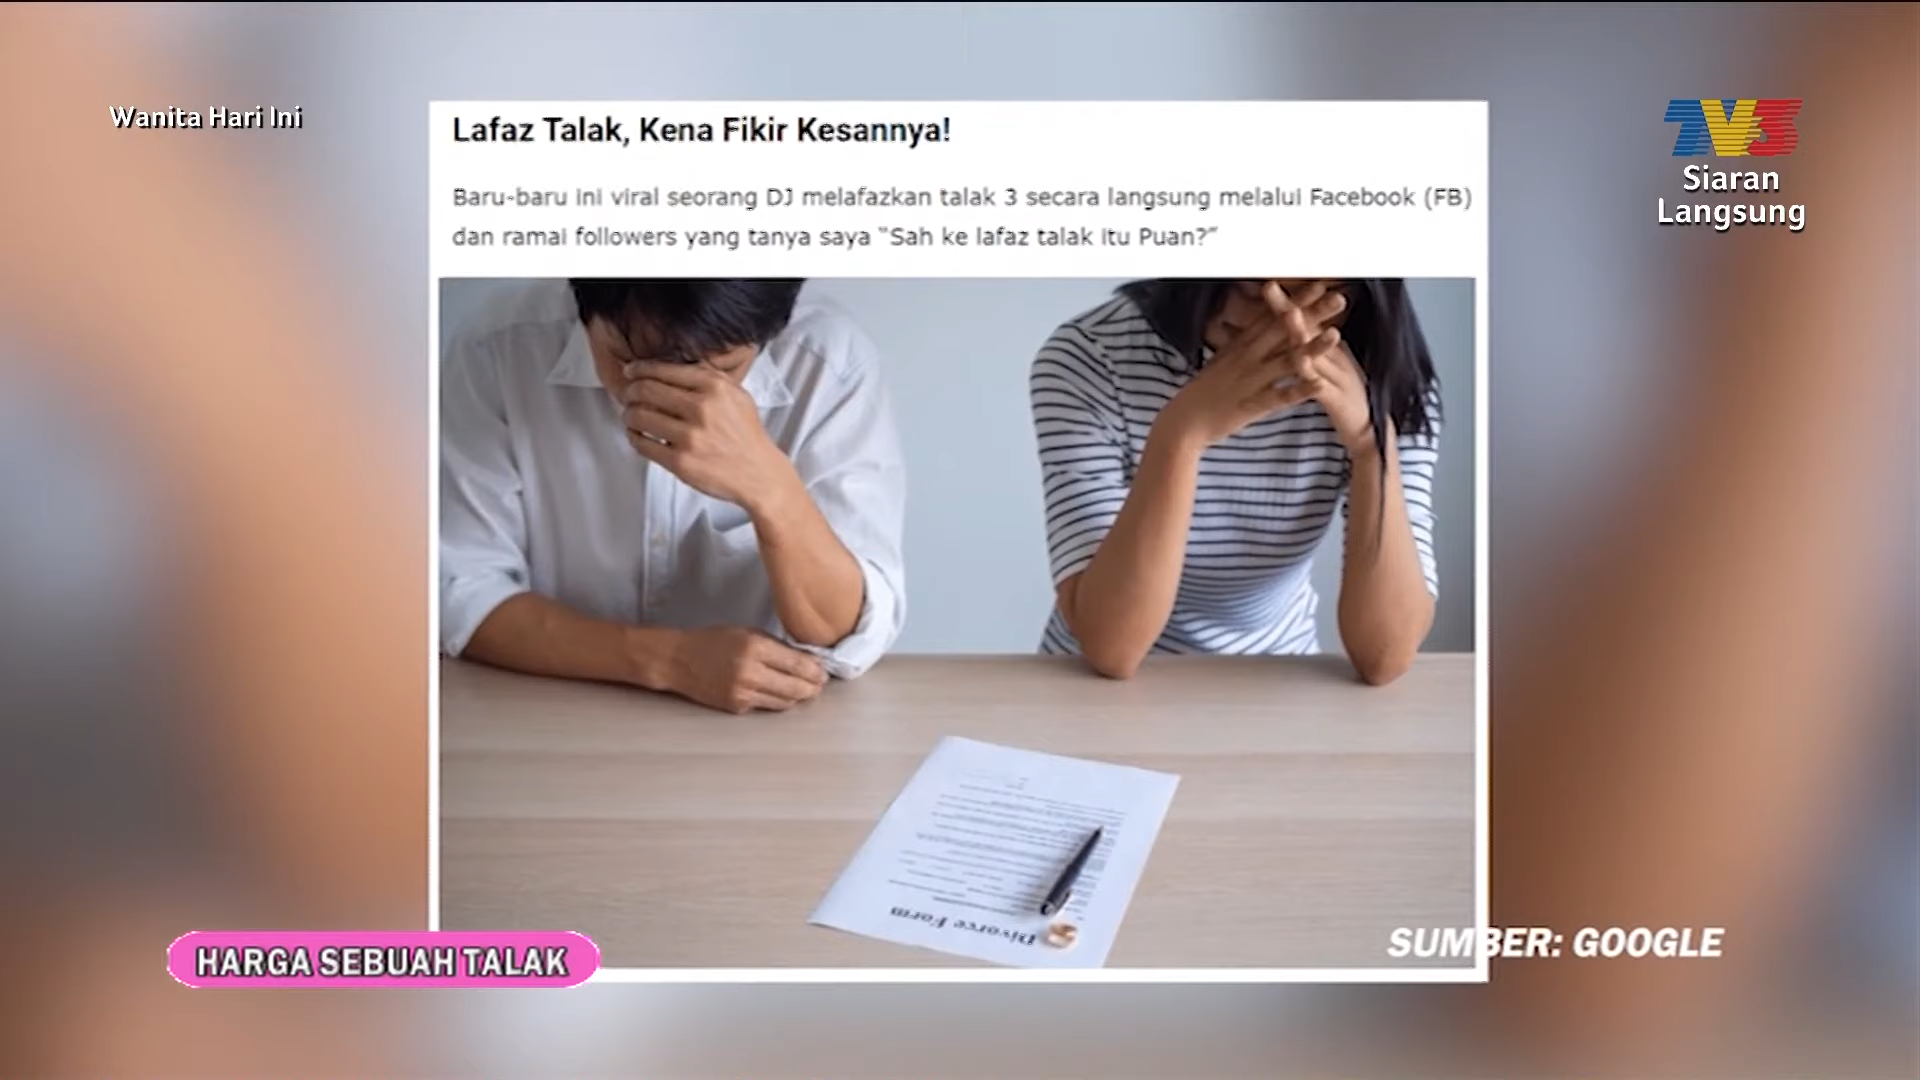 Wanita Hari Ini
TV3
Siaran
Langsung
Lafaz Talak, Kena Fikir Kesannya!
Baru-baru ini viral seorang DJ melafazkan talak 3 secara langsung melalui Facebook (FB)
dan ramai followers yang tanya saya “Sah ke lafaz talak itu Puan?”
Divorce Form
HARGA SEBUAH TALAK
SUMBER: GOOGLE